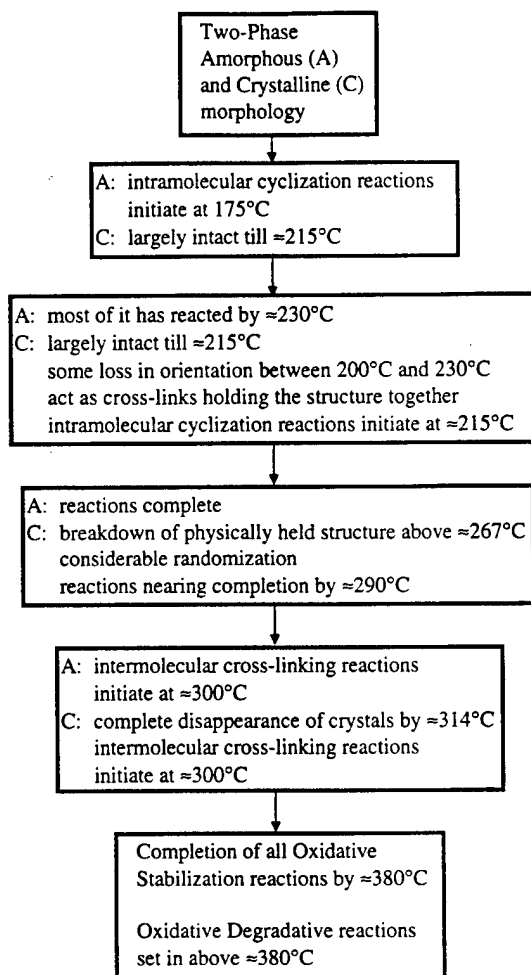 Two-Phase
Amorphous (A)
and Crystalline (C)
morphology
A: intramolecular cyclization reactions
initiate at 175°C
C: largely intact till ≈215°C
A: most of it has reacted by ≈230°C
C: largely intact till ≈215°C
some loss in orientation between 200°C and 230°C
act as cross-links holding the structure together
intramolecular cyclization reactions initiate at ≈215°C
A: reactions complete
C: breakdown of physically held structure above ≈267°C
considerable randomization
reactions nearing completion by ≈290°C
A: intermolecular cross-linking reactions
initiate at ≈300°C
C: complete disappearance of crystals by ≈314°C
intermolecular cross-linking reactions
initiate at ≈300°C
Completion of all Oxidative
Stabilization reactions by ≈380°C
Oxidative Degradative reactions
set in above ≈380°C